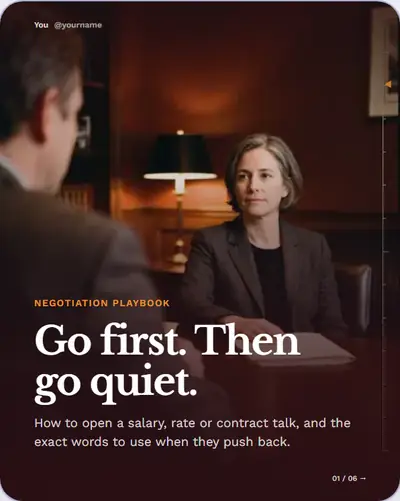 You @yourname
NEGOTIATION PLAYBOOK
Go first. Then
go quiet.
How to open a salary, rate or contract talk, and the
exact words to use when they push back.
01 / 06 →